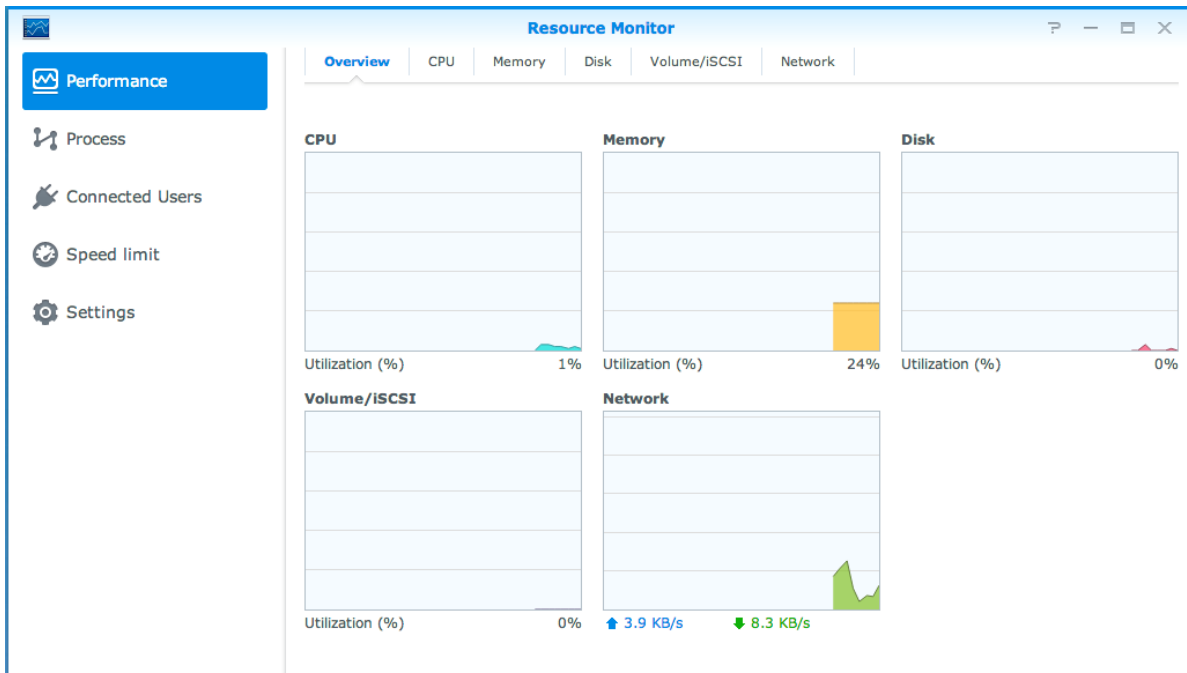 Resource Monitor
?
Performance
Process
Connected Users
Speed limit
Settings
Overview CPU Memory Disk Volume/iSCSI Network
CPU
Utilization (%) 1%
Memory
Utilization (%) 24%
Disk
Utilization (%) 0%
Volume/iSCSI
Utilization (%) 0%
Network
3.9 KB/s 8.3 KB/s